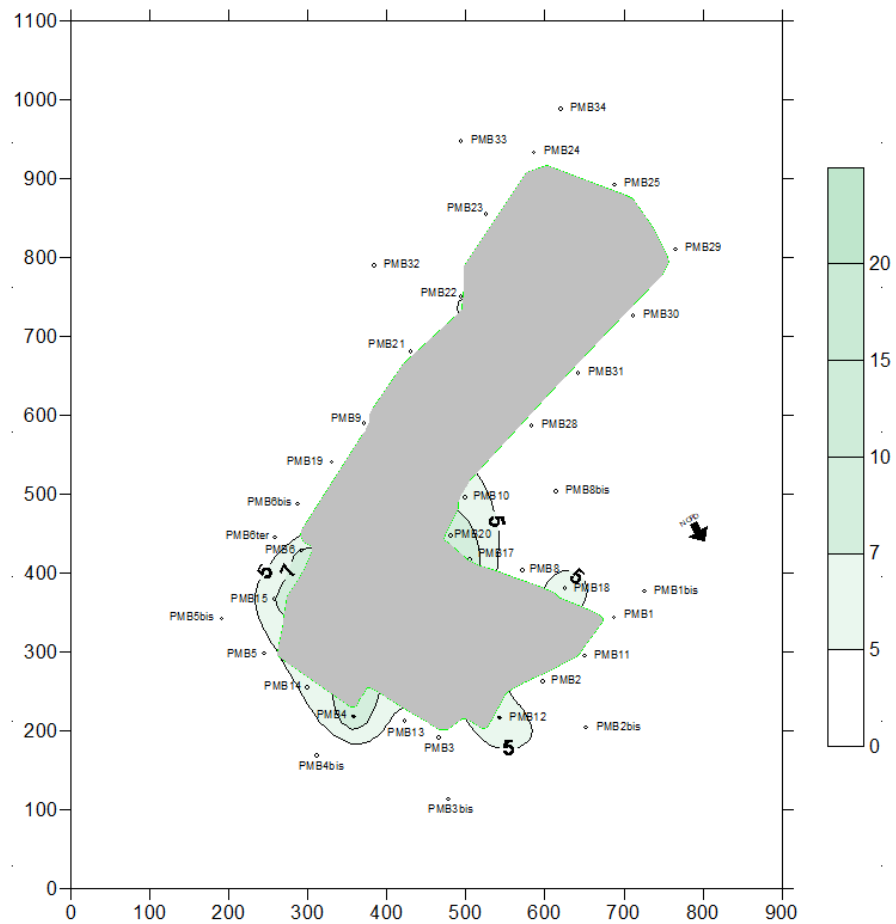 1100
1000
900
800
700
600
500
400
300
200
100
0
0 100 200 300 400 500 600 700 800 900
PMB34
PMB33
PMB24
PMB25
PMB23
PMB29
PMB32
PMB22
PMB30
PMB21
PMB31
PMB9
PMB28
PMB19
PMB8bis
PMB6bis
PMB10
5
NORD
PMB6ter
PMB20
PMB6
PMB17
5
7
PMB8
5
PMB15
PMB18
PMB1bis
PMB5bis
PMB1
PMB5
PMB11
PMB14
PMB2
PMB4
PMB13
PMB12
PMB2bis
PMB3
5
PMB4bis
PMB3bis
20
15
10
7
5
0